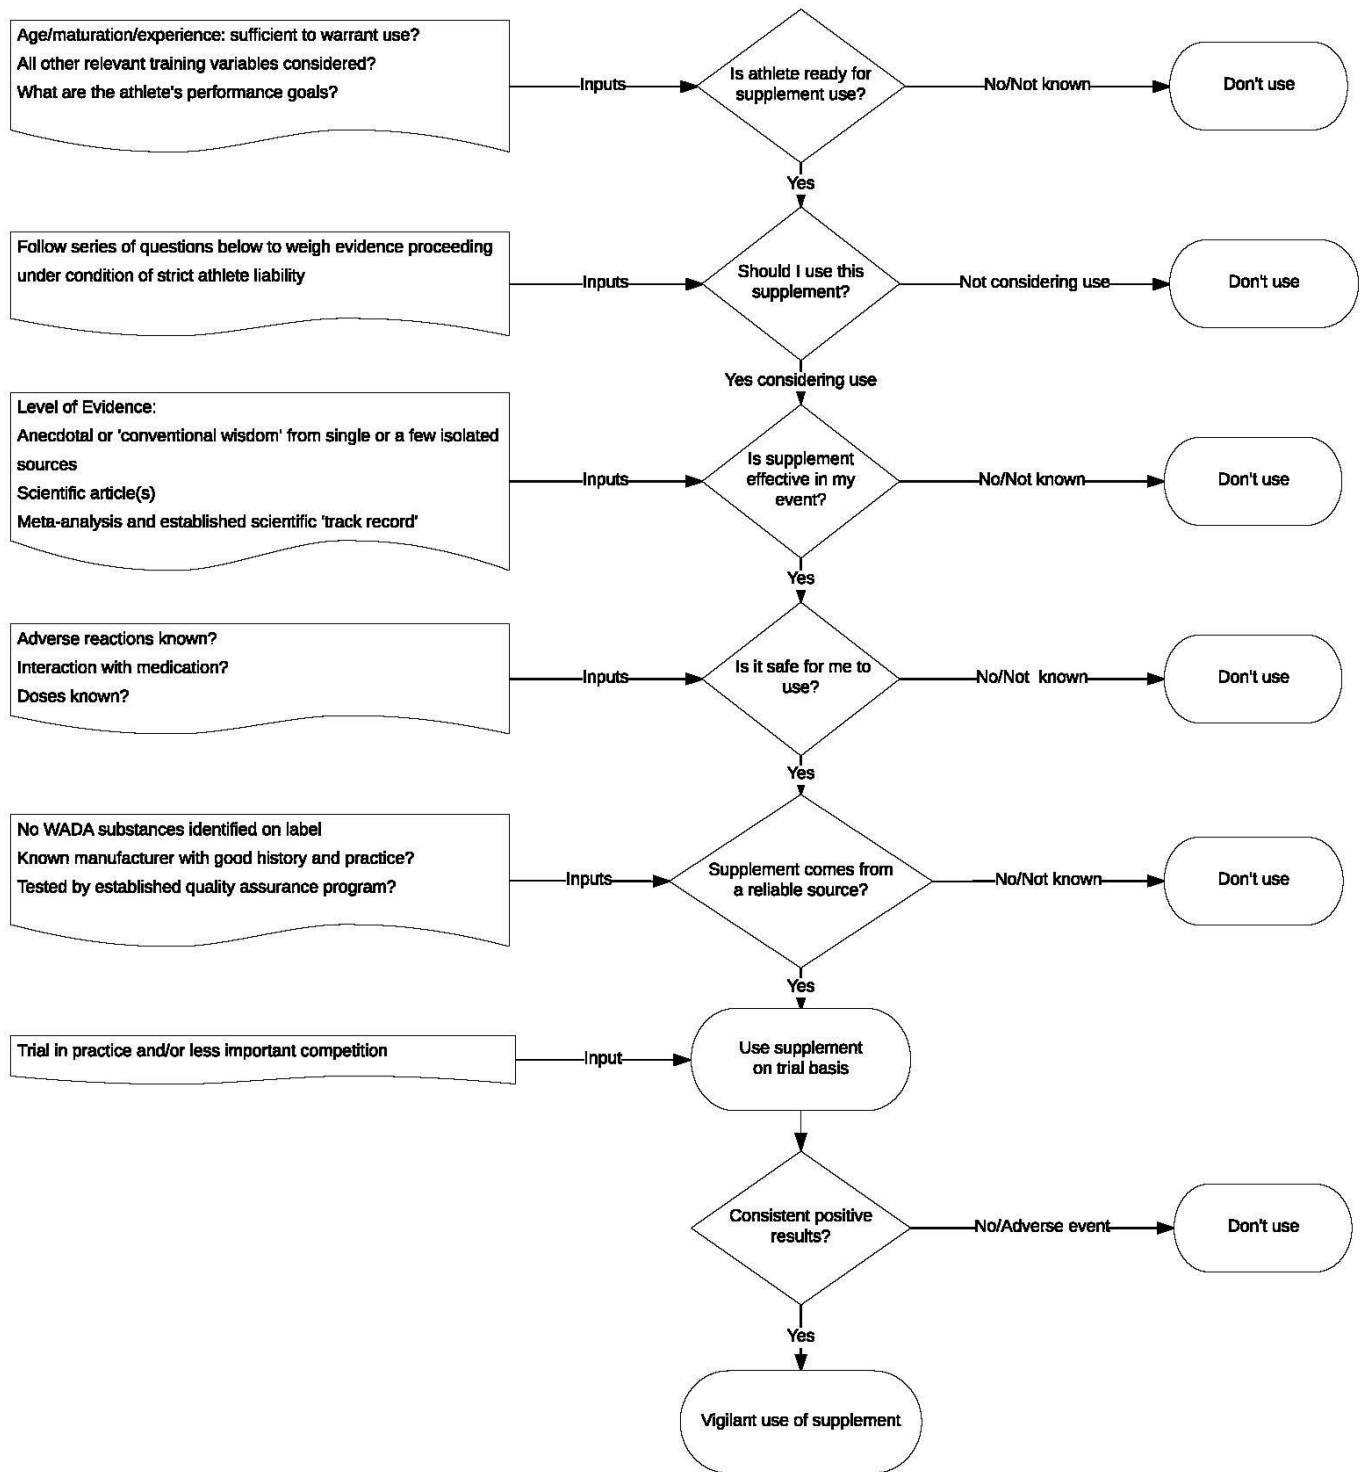 Age/maturation/experience: sufficient to warrant use?
All other relevant training variables considered?
What are the athlete's performance goals?
Inputs
Is athlete ready for
supplement use?
No/Not known
Don't use
Yes
Follow series of questions below to weigh evidence proceeding
under condition of strict athlete liability
Inputs
Should I use this
supplement?
Not considering use
Don't use
Yes considering use
Level of Evidence:
Anecdotal or 'conventional wisdom' from single or a few isolated
sources
Scientific article(s)
Meta-analysis and established scientific 'track record'
Inputs
Is supplement
effective in my
event?
No/Not known
Don't use
Yes
Adverse reactions known?
Interaction with medication?
Doses known?
Inputs
Is it safe for me to
use?
No/Not known
Don't use
Yes
No WADA substances identified on label
Known manufacturer with good history and practice?
Tested by established quality assurance program?
Inputs
Supplement comes from
a reliable source?
No/Not known
Don't use
Yes
Trial in practice and/or less important competition
Input
Use supplement
on trial basis
Consistent positive
results?
No/Adverse event
Don't use
Yes
Vigilant use of supplement